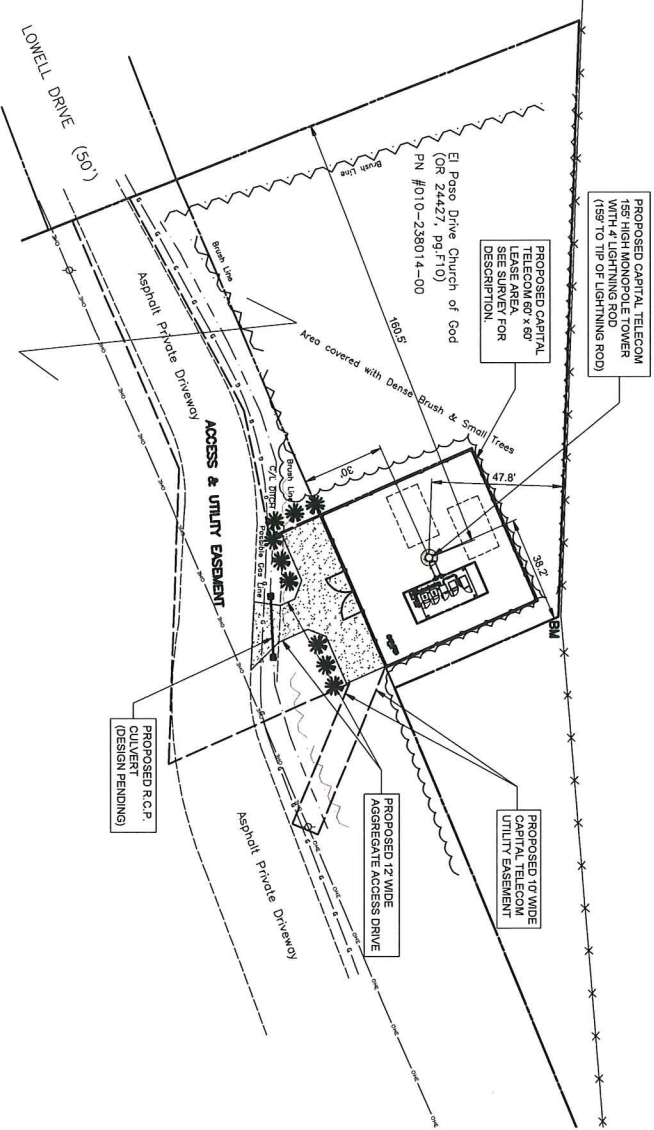 LOWELL DRIVE (50')
PROPOSED CAPITAL TELECOM
155' HIGH MONOPOLE TOWER
WITH 4' LIGHTNING ROD
(159' TO TIP OF LIGHTNING ROD)
PROPOSED CAPITAL
TELECOM 60' x 60'
LEASE AREA.
SEE SURVEY FOR
DESCRIPTION.
El Paso Drive Church of God
(OR 24427, pg.F10)
PN #010-238014-00
Brush Line
160.5'
Area covered with Dense Brush & Small Trees
47.8'
38.2'
30'
BM
Brush Line
Brush Line
C/L DITCH
Possible Gas Line
Asphalt Private Driveway
ACCESS & UTILITY EASEMENT
PROPOSED R.C.P.
CULVERT
(DESIGN PENDING)
PROPOSED 12' WIDE
AGGREGATE ACCESS DRIVE
PROPOSED 10' WIDE
CAPITAL TELECOM
UTILITY EASEMENT
Asphalt Private Driveway
G
OHE